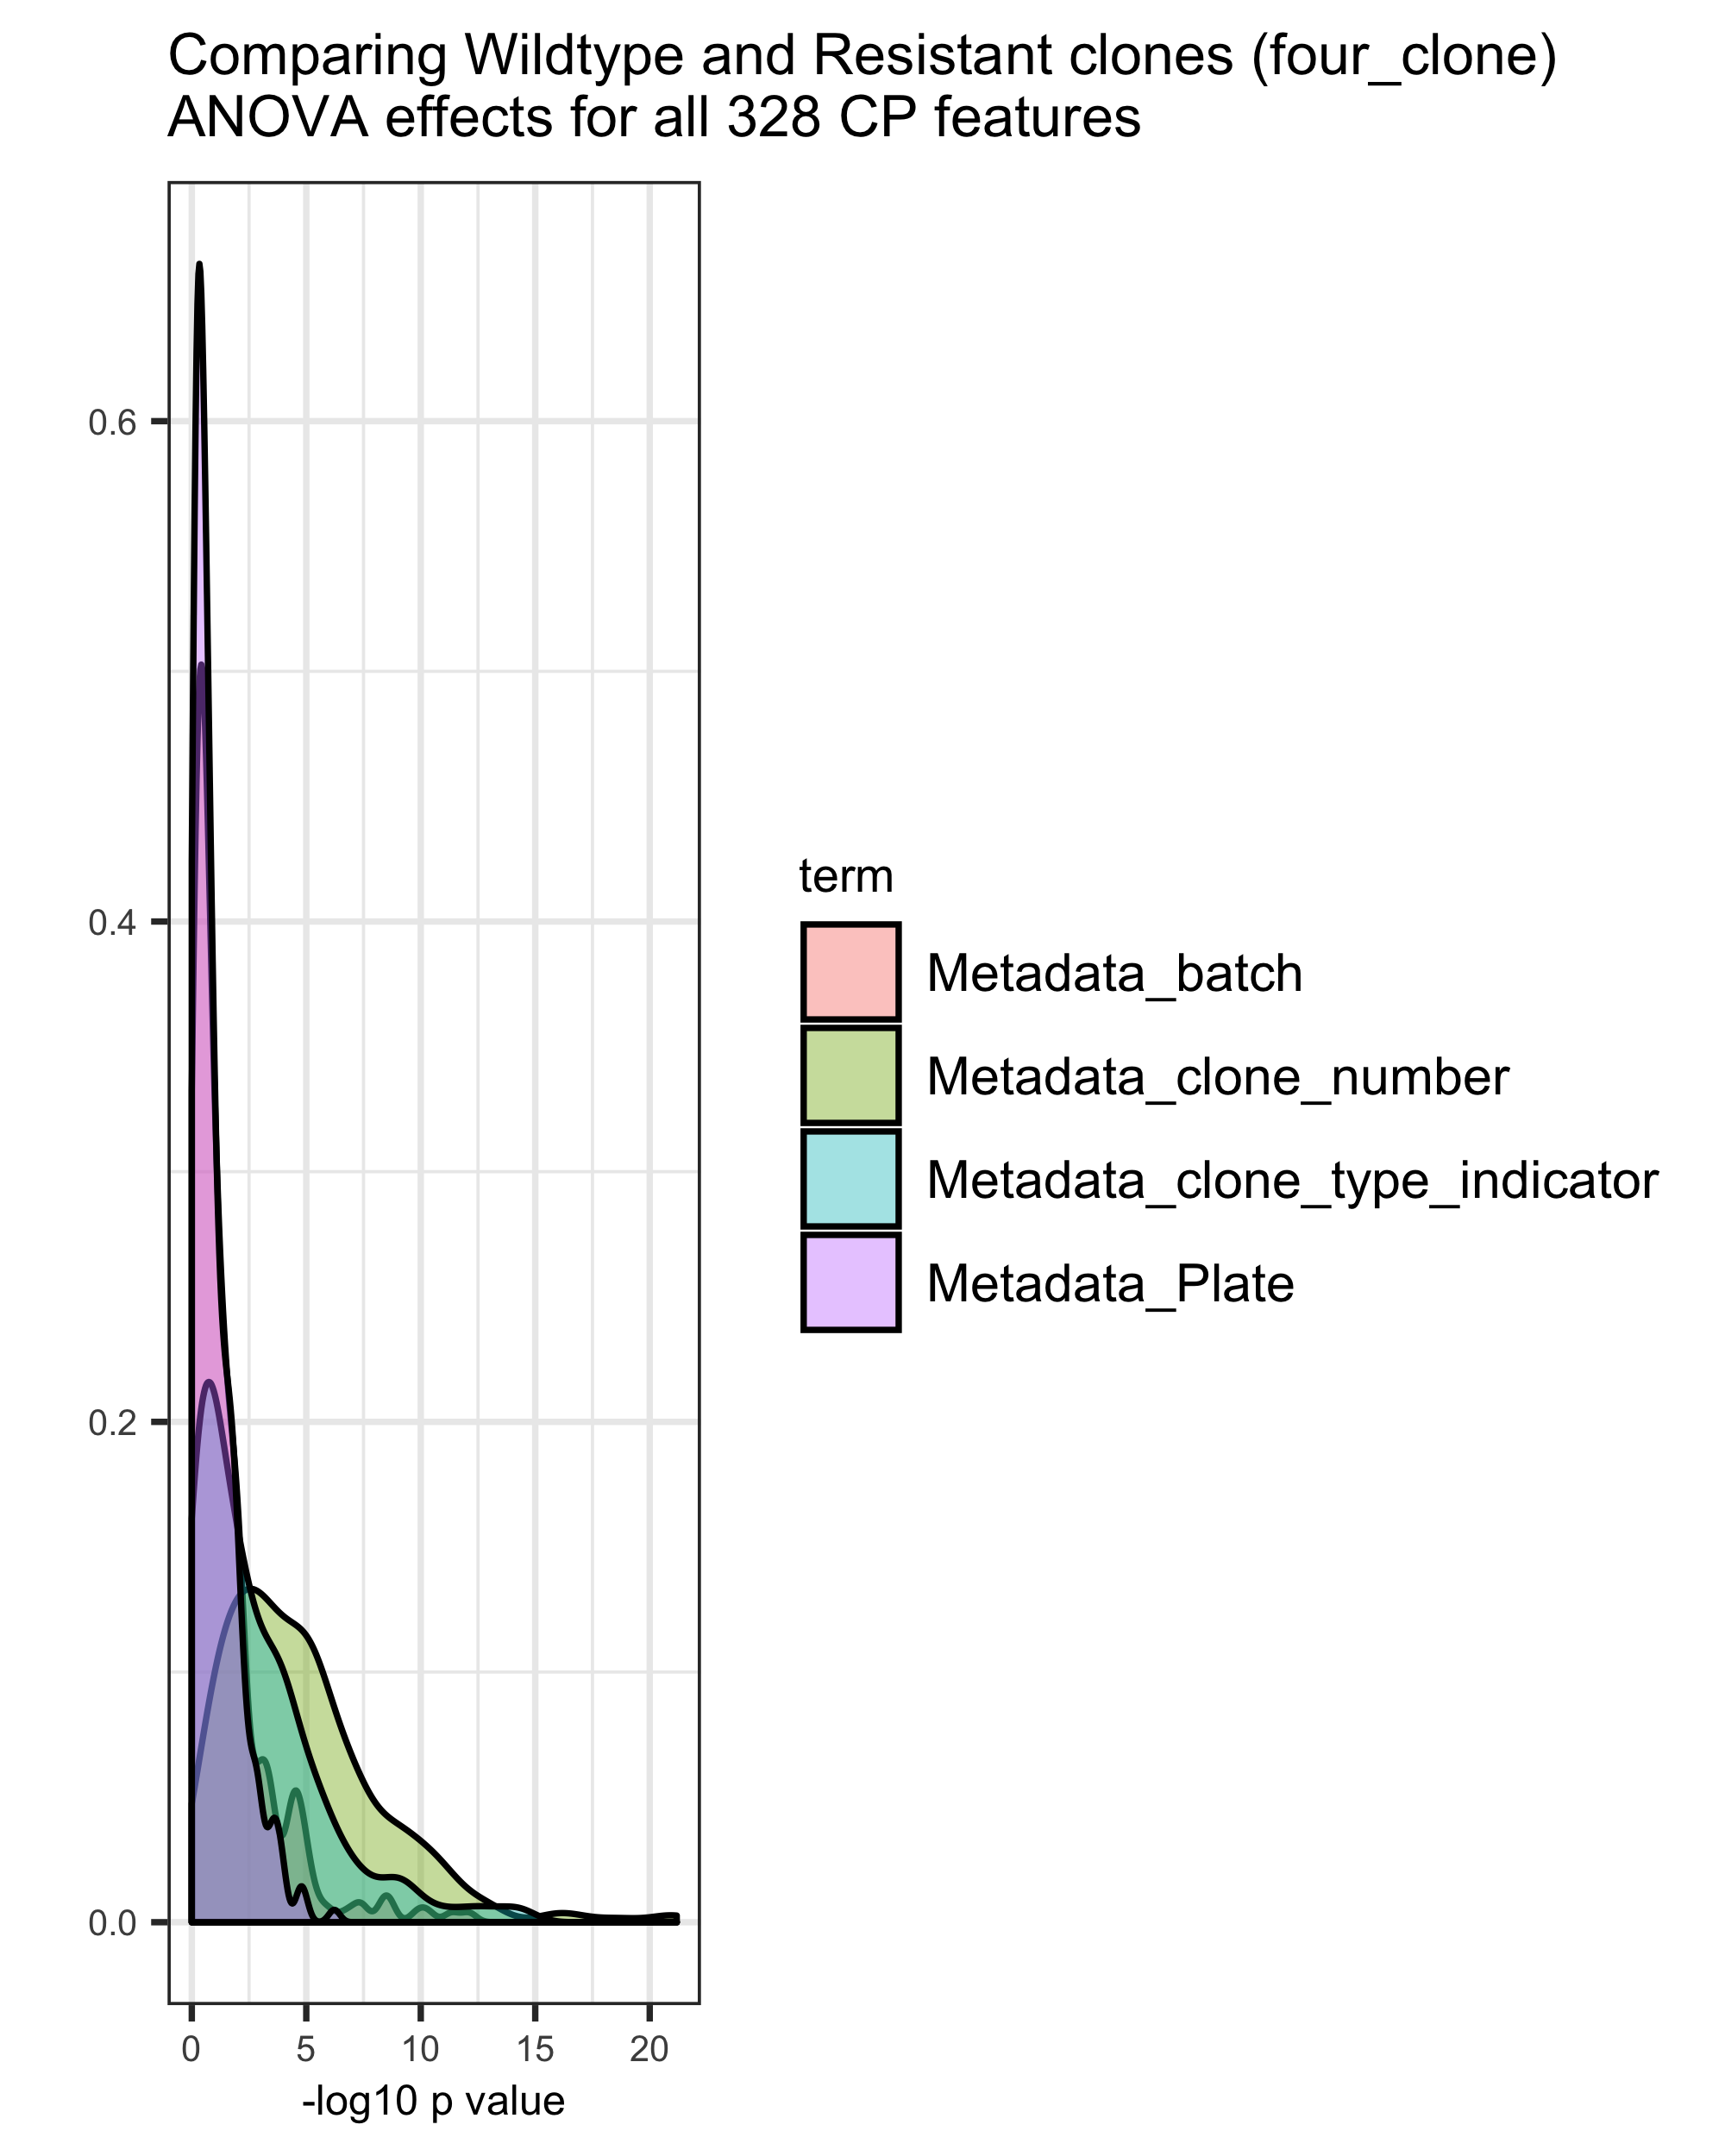 Comparing Wildtype and Resistant clones (four_clone)
ANOVA effects for all 328 CP features
0.6
0.4
0.2
0.0
0 5 10 15 20
-log10 p value
term
Metadata_batch
Metadata_clone_number
Metadata_clone_type_indicator
Metadata_Plate